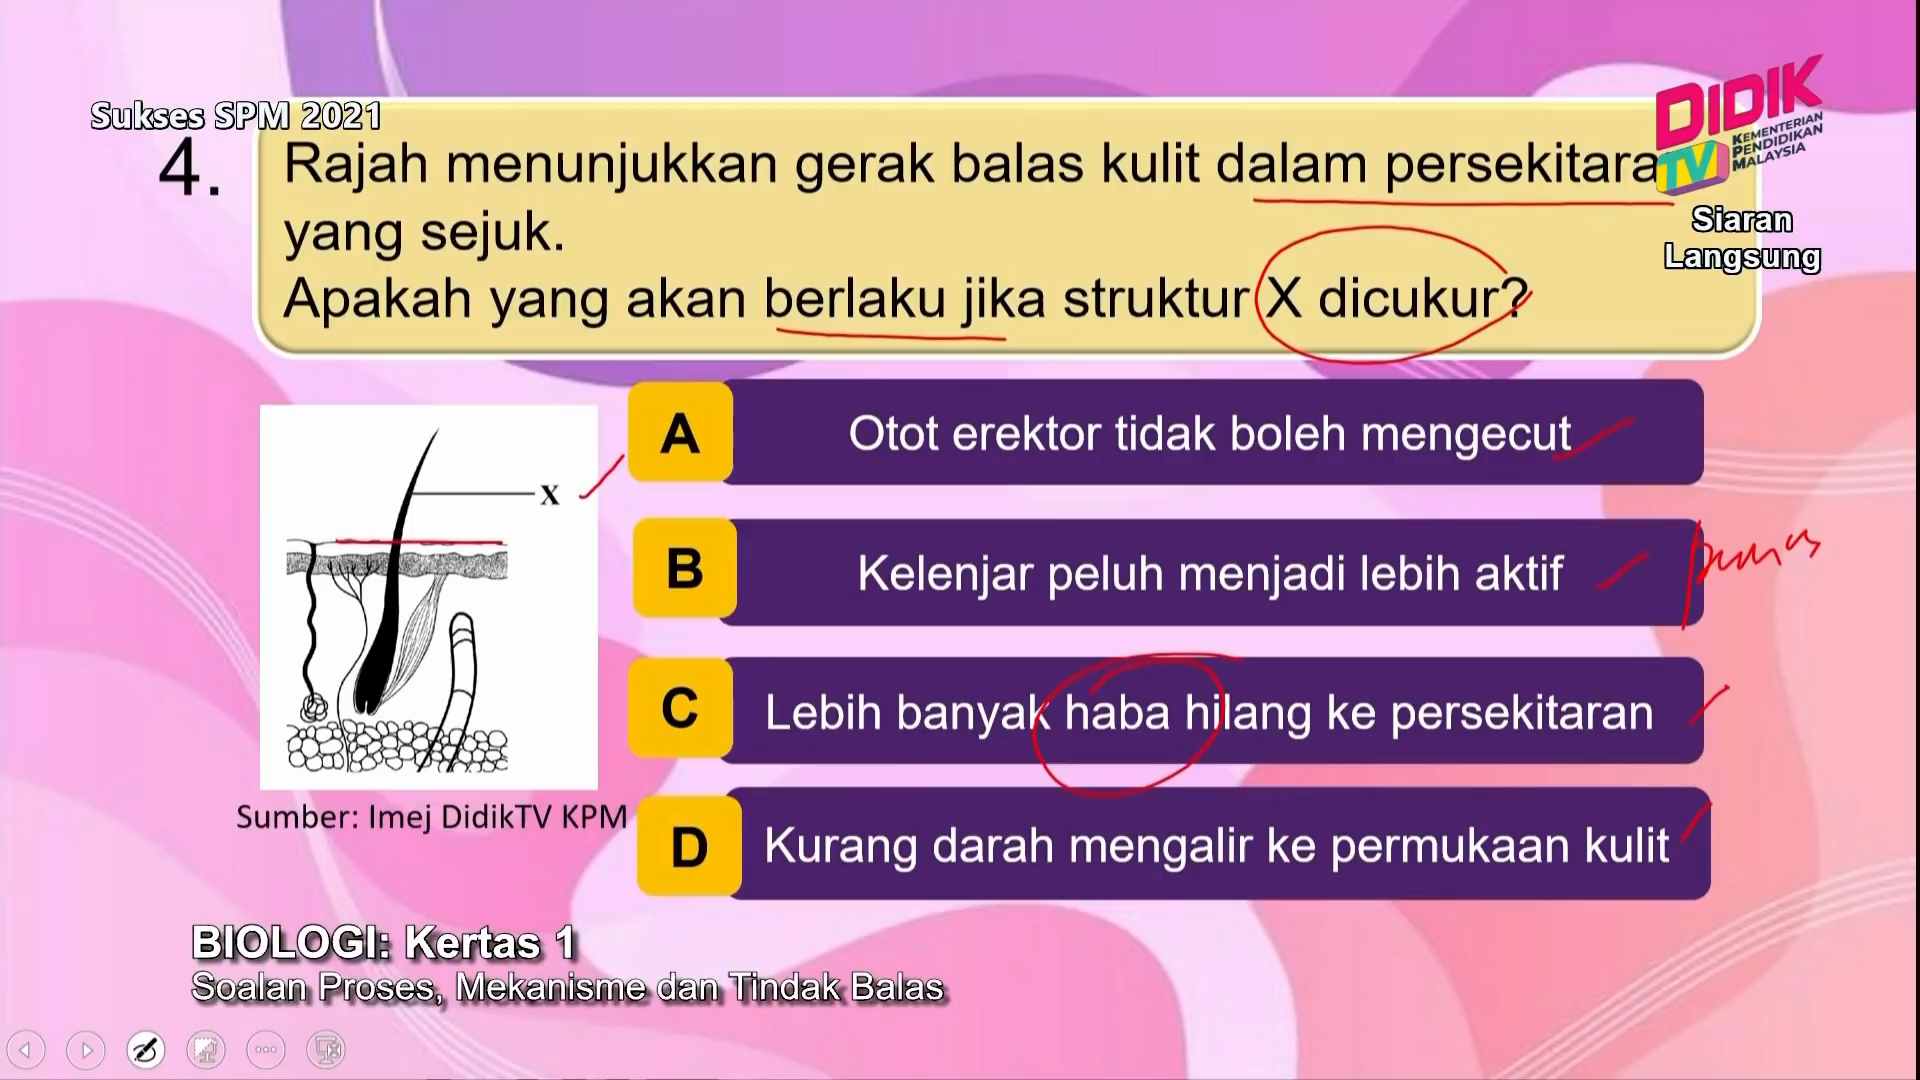 Sukses SPM 2021
DIDIK
TV
KEMENTERIAN
PENDIDIKAN
MALAYSIA
Siaran
Langsung
4.
Rajah menunjukkan gerak balas kulit dalam persekitara
yang sejuk.
Apakah yang akan berlaku jika struktur X dicukur?
X
A
Otot erektor tidak boleh mengecut
B
Kelenjar peluh menjadi lebih aktif
panas
C
Lebih banyak haba hilang ke persekitaran
D
Kurang darah mengalir ke permukaan kulit
Sumber: Imej DidikTV KPM
BIOLOGI: Kertas 1
Soalan Proses, Mekanisme dan Tindak Balas